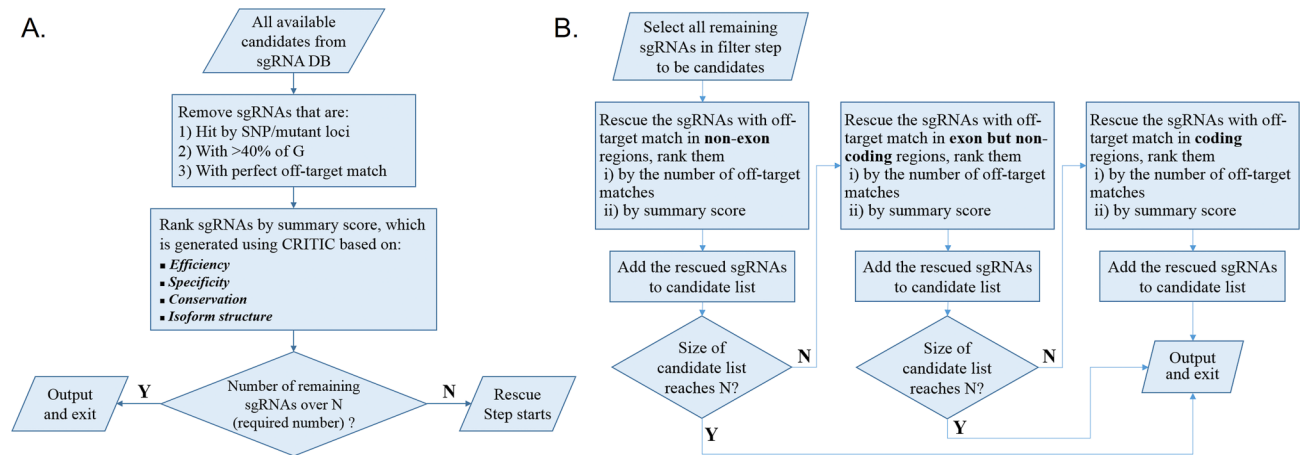 A.
All available
candidates from
sgRNA DB
Remove sgRNAs that are:
1) Hit by SNP/mutant loci
2) With >40% of G
3) With perfect off-target match
Rank sgRNAs by summary score, which
is generated using CRITIC based on:
▪ Efficiency
▪ Specificity
▪ Conservation
▪ Isoform structure
Number of remaining
sgRNAs over N
(required number) ?
Y
Output
and exit
N
Rescue
Step starts
B.
Select all remaining
sgRNAs in filter step
to be candidates
Rescue the sgRNAs with off-
target match in non-exon
regions, rank them
i) by the number of off-target
matches
ii) by summary score
Add the rescued sgRNAs
to candidate list
Size of
candidate list
reaches N?
N
Y
Rescue the sgRNAs with off-
target match in exon but non-
coding regions, rank them
i) by the number of off-target
matches
ii) by summary score
Add the rescued sgRNAs
to candidate list
Size of
candidate list
reaches N?
N
Y
Rescue the sgRNAs with off-
target match in coding
regions, rank them
i) by the number of off-target
matches
ii) by summary score
Add the rescued sgRNAs
to candidate list
Output
and exit